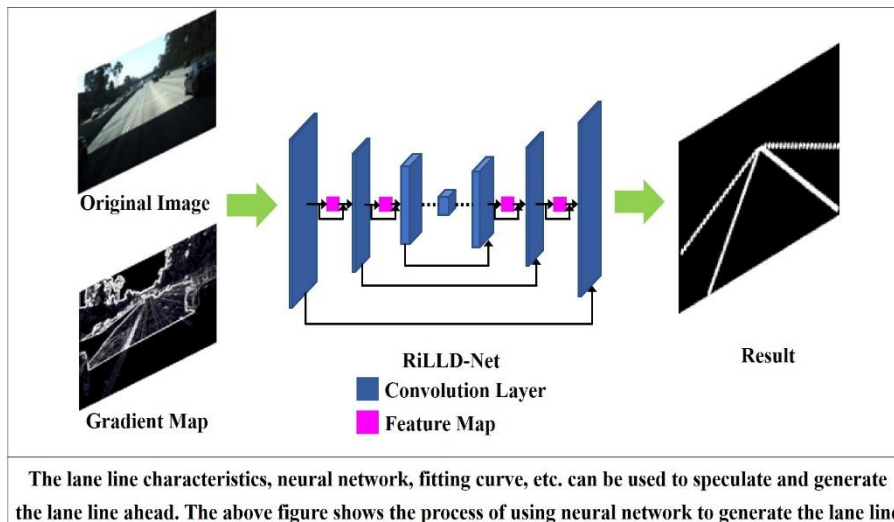 Original Image
Gradient Map
RiLLD-Net
Convolution Layer
Feature Map
Result
The lane line characteristics, neural network, fitting curve, etc. can be used to speculate and generate
the lane line ahead. The above figure shows the process of using neural network to generate the lane line